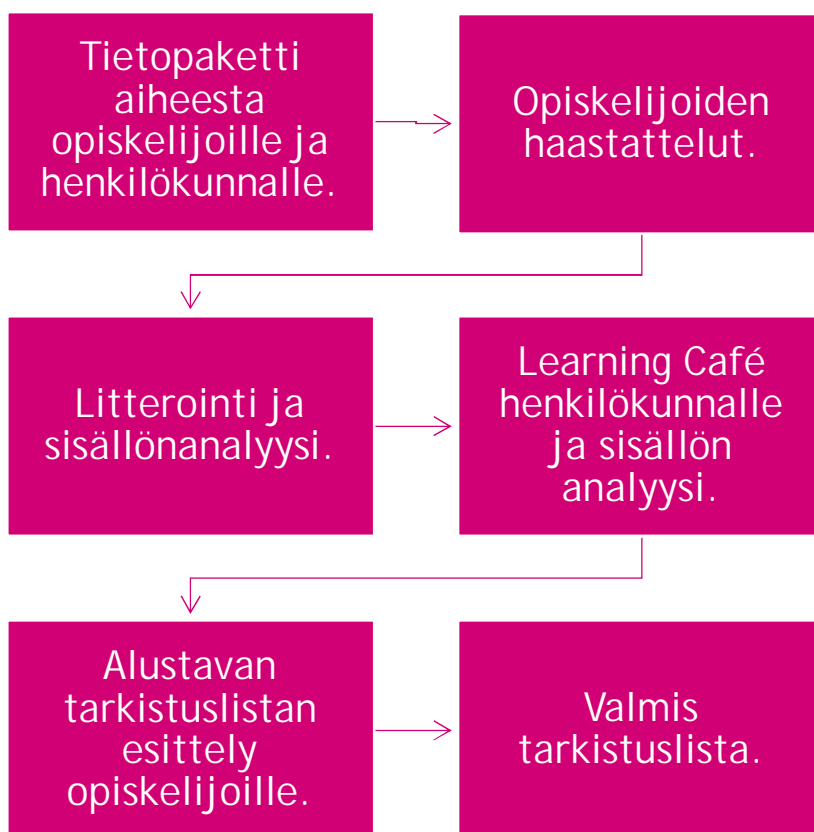 Tietopaketti
aiheesta
opiskelijoille ja
henkilökunnalle.
Opiskelijoiden
haastattelut.
Litterointi ja
sisällönanalyysi.
Learning Café
henkilökunnalle
ja sisällön
analyysi.
Alustavan
tarkistuslistan
esittely
opiskelijoille.
Valmis
tarkistuslista.